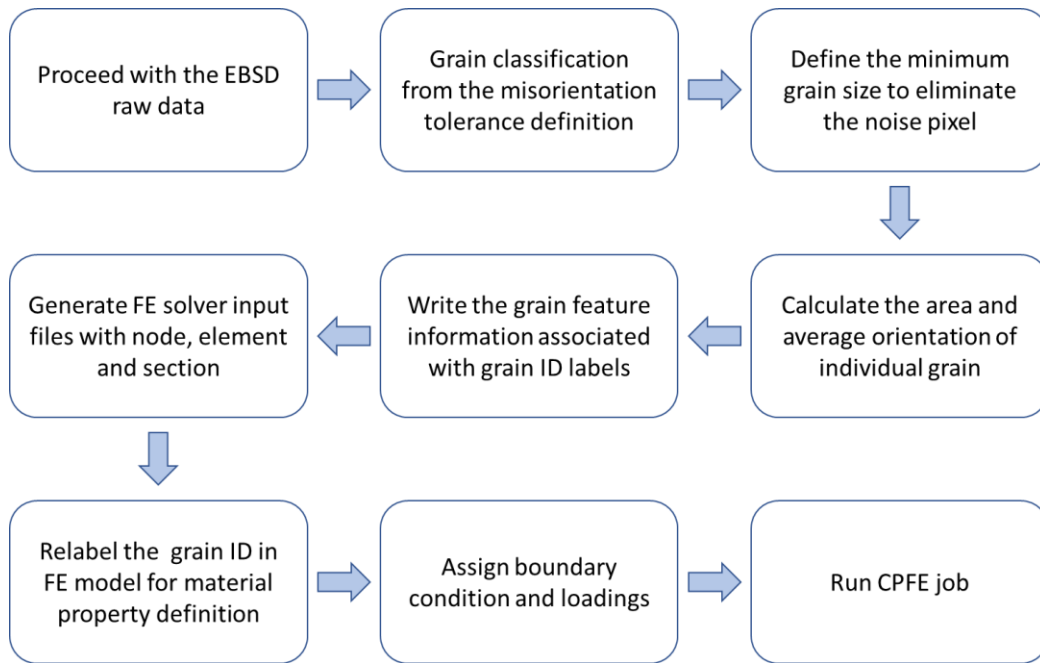 Proceed with the EBSD
raw data
Grain classification
from the misorientation
tolerance definition
Define the minimum
grain size to eliminate
the noise pixel
Calculate the area and
average orientation of
individual grain
Write the grain feature
information associated
with grain ID labels
Generate FE solver input
files with node, element
and section
Relabel the grain ID in
FE model for material
property definition
Assign boundary
condition and loadings
Run CPFE job